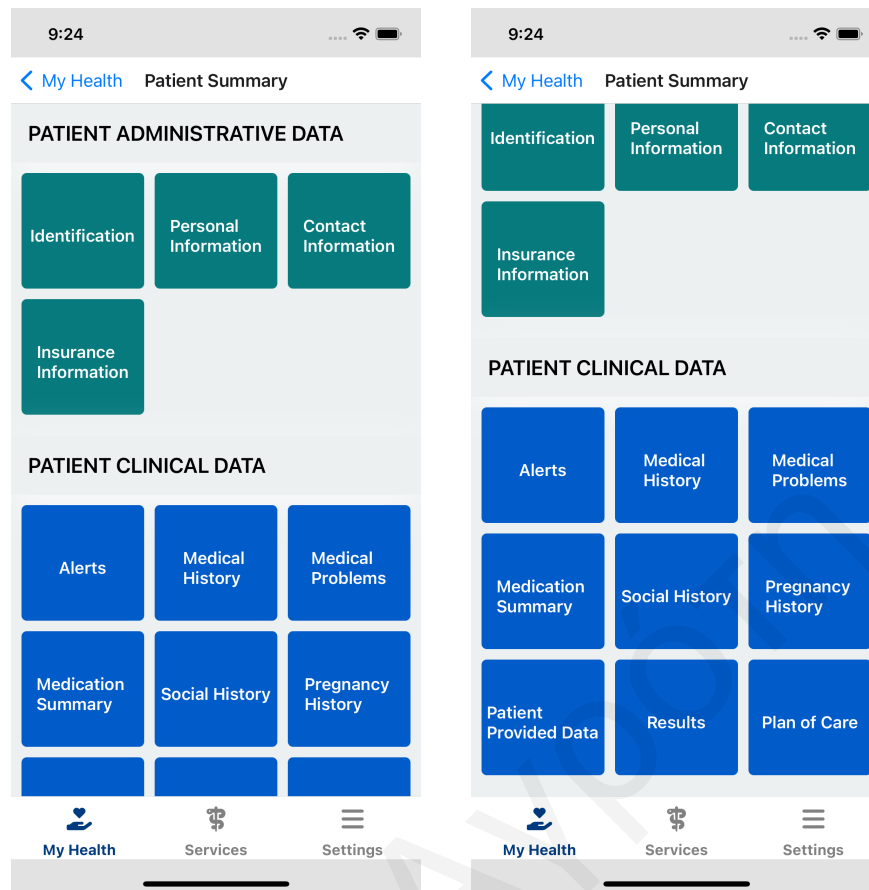 9:24
My Health Patient Summary
PATIENT ADMINISTRATIVE DATA
Identification
Personal
Information
Contact
Information
Insurance
Information
PATIENT CLINICAL DATA
Alerts
Medical
History
Medical
Problems
Medication
Summary
Social History
Pregnancy
History
My Health
Services
Settings
9:24
My Health Patient Summary
Identification
Personal
Information
Contact
Information
Insurance
Information
PATIENT CLINICAL DATA
Alerts
Medical
History
Medical
Problems
Medication
Summary
Social History
Pregnancy
History
Patient
Provided Data
Results
Plan of Care
My Health
Services
Settings